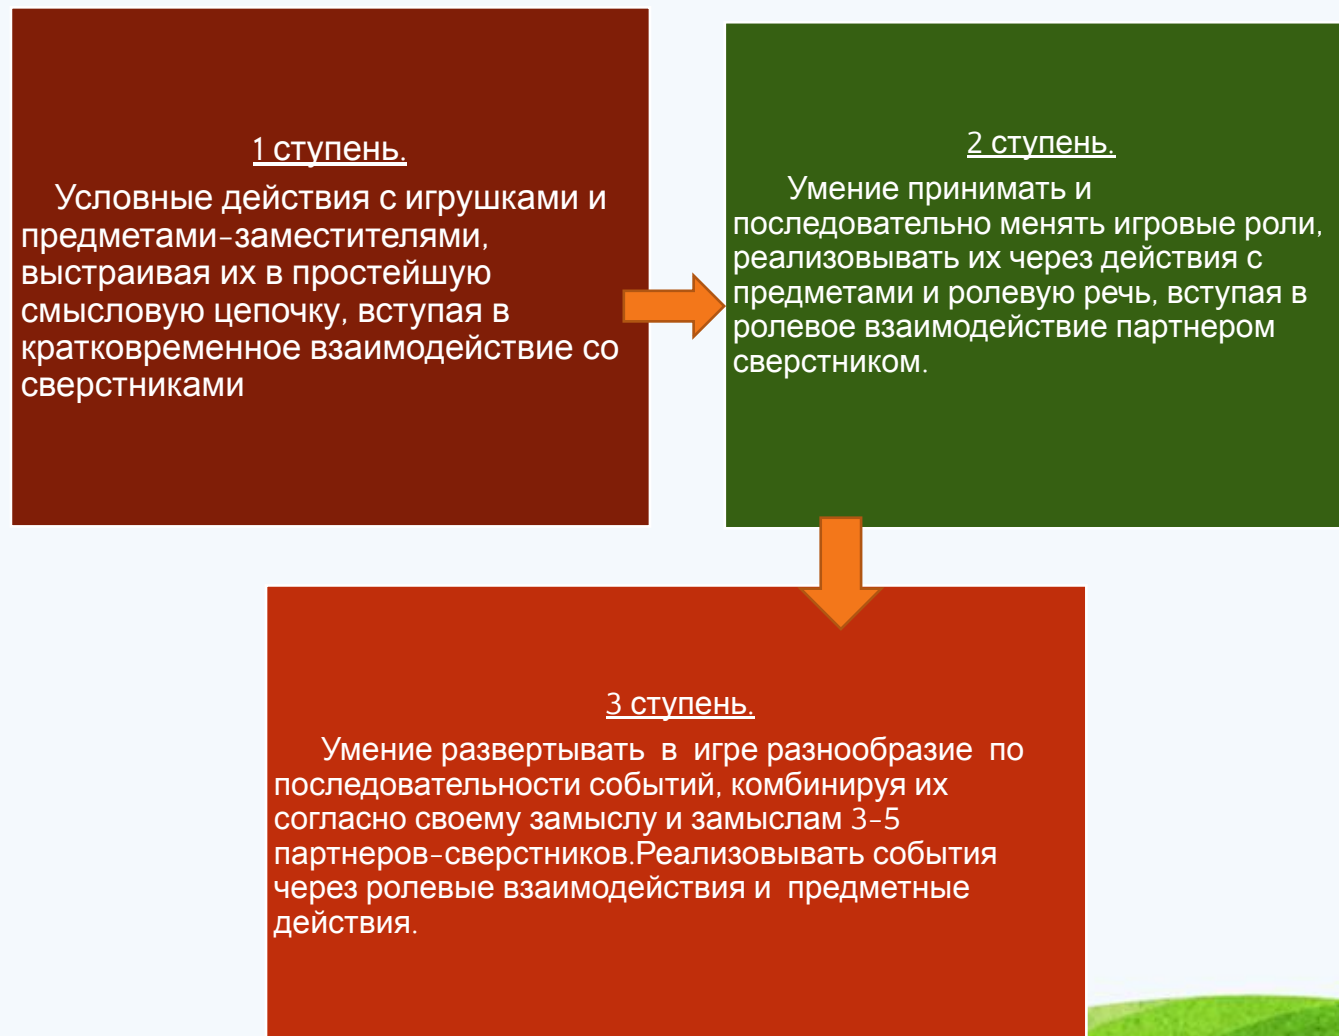 1 ступень.
Условные действия с игрушками и
предметами-заместителями,
выстраивая их в простейшую
смысловую цепочку, вступая в
кратковременное взаимодействие со
сверстниками
2 ступень.
Умение принимать и
последовательно менять игровые роли,
реализовывать их через действия с
предметами и ролевую речь, вступая в
ролевое взаимодействие партнером
сверстником.
3 ступень.
Умение развертывать в игре разнообразие по
последовательности событий, комбинируя их
согласно своему замыслу и замыслам 3-5
партнеров-сверстников.Реализовывать события
через ролевые взаимодействия и предметные
действия.